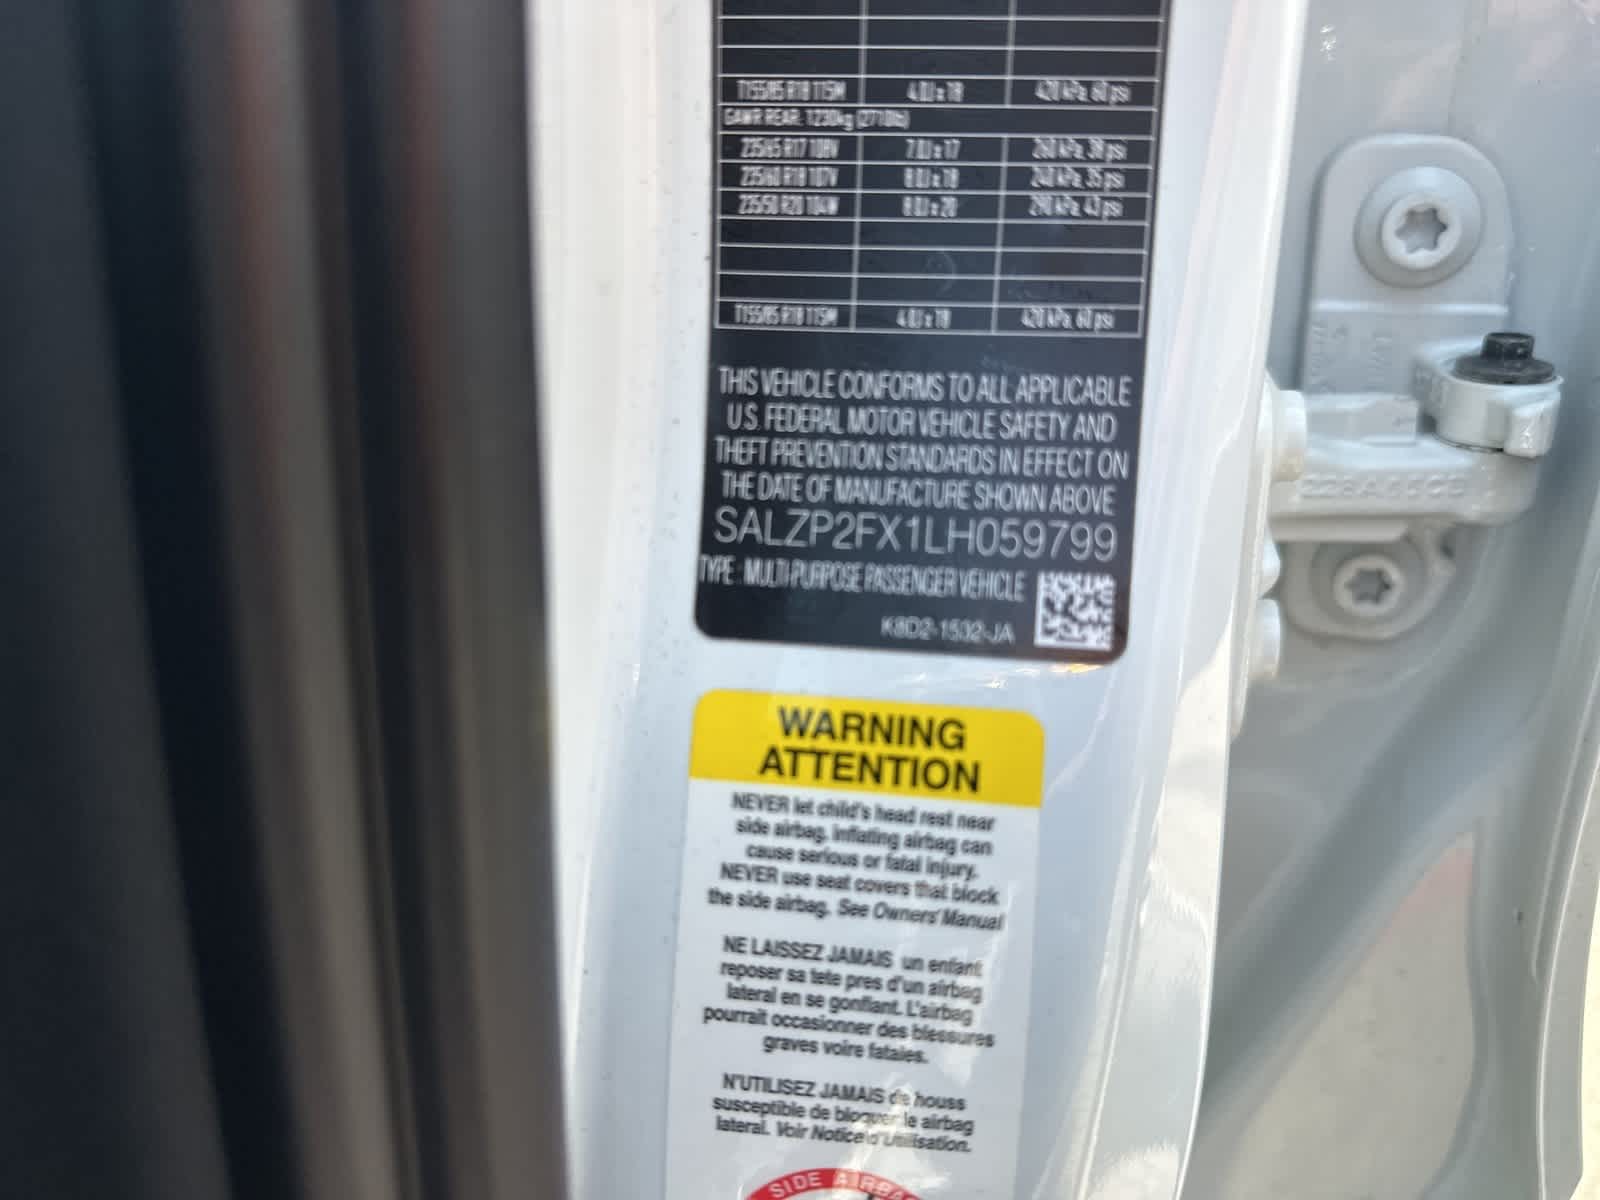 T155/85 R18 115M 4.0J x 18 420 kPa, 60 psi
GAWR REAR: 1230kg (2710lb)
235/65 R17 108V 7.0J x 17 260 kPa, 38 psi
235/60 R18 107V 8.0J x 18 240 kPa, 35 psi
235/50 R20 104W 8.0J x 20 290 kPa, 43 psi
T155/85 R18 115M 4.0J x 18 420 kPa, 60 psi
THIS VEHICLE CONFORMS TO ALL APPLICABLE
U.S. FEDERAL MOTOR VEHICLE SAFETY AND
THEFT PREVENTION STANDARDS IN EFFECT ON
THE DATE OF MANUFACTURE SHOWN ABOVE
SALZP2FX1LH059799
TYPE : MULTI-PURPOSE PASSENGER VEHICLE
K8D2-1532-JA
WARNING
ATTENTION
NEVER let child's head rest near
side airbag. Inflating airbag can
cause serious or fatal injury.
NEVER use seat covers that block
the side airbag. See Owners' Manual
NE LAISSEZ JAMAIS un enfant
reposer sa tete pres d'un airbag
lateral en se gonflant. L'airbag
pourrait occasionner des blessures
graves voire fatales.
N'UTILISEZ JAMAIS de houss
susceptible de bloquer le airbag
lateral. Voir Notice d'Utilisation.
SIDE AIRBAG